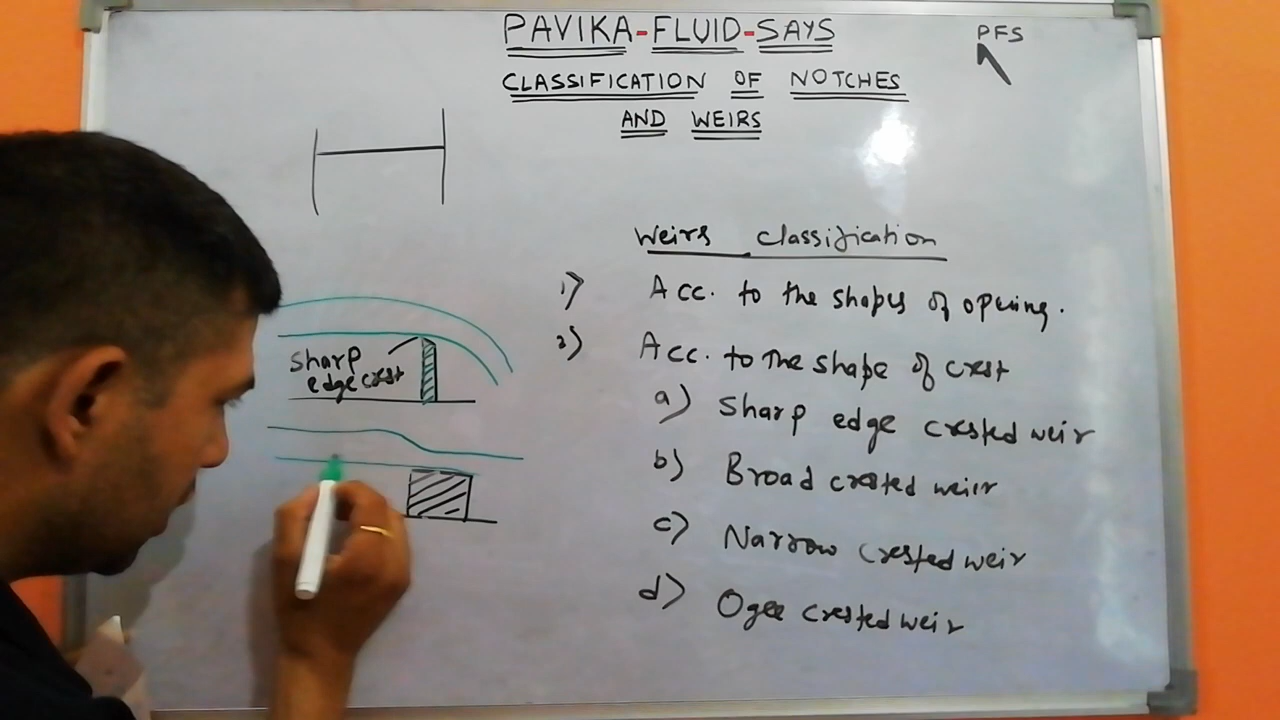 PAVIKA-FLUID-SAYS
PFS
CLASSIFICATION OF NOTCHES
AND WEIRS
Weirs classification
1) Acc. to the shapes of opening.
2) Acc. to the shape of crest
a) Sharp edge crested weir
b) Broad crested weir
c) Narrow crested weir
d) Ogee crested weir
Sharp
edge crest